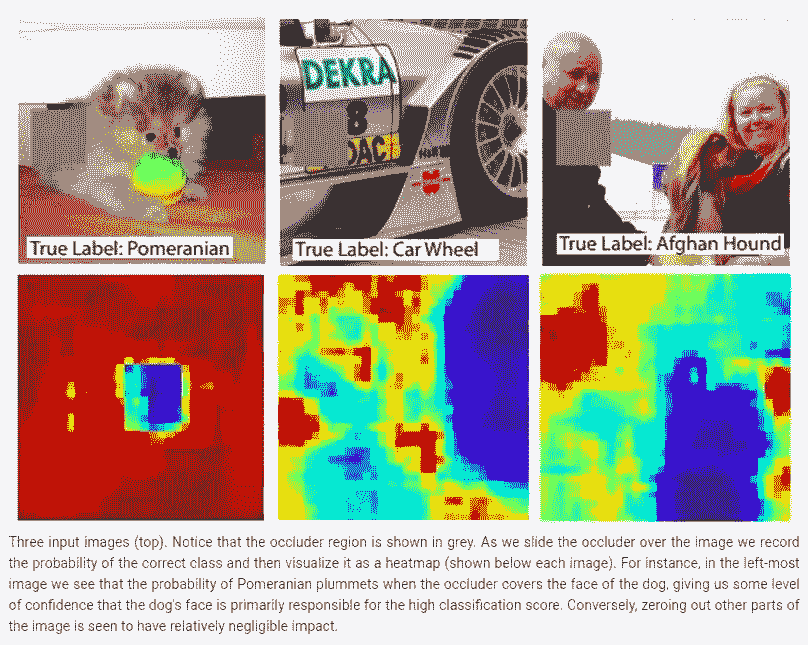 DEKRA
8
DAC
True Label: Pomeranian
True Label: Car Wheel
True Label: Afghan Hound
Three input images (top). Notice that the occluder region is shown in grey. As we slide the occluder over the image we record
the probability of the correct class and then visualize it as a heatmap (shown below each image). For instance, in the left-most
image we see that the probability of Pomeranian plummets when the occluder covers the face of the dog, giving us some level
of confidence that the dog's face is primarily responsible for the high classification score. Conversely, zeroing out other parts of
the image is seen to have relatively negligible impact.